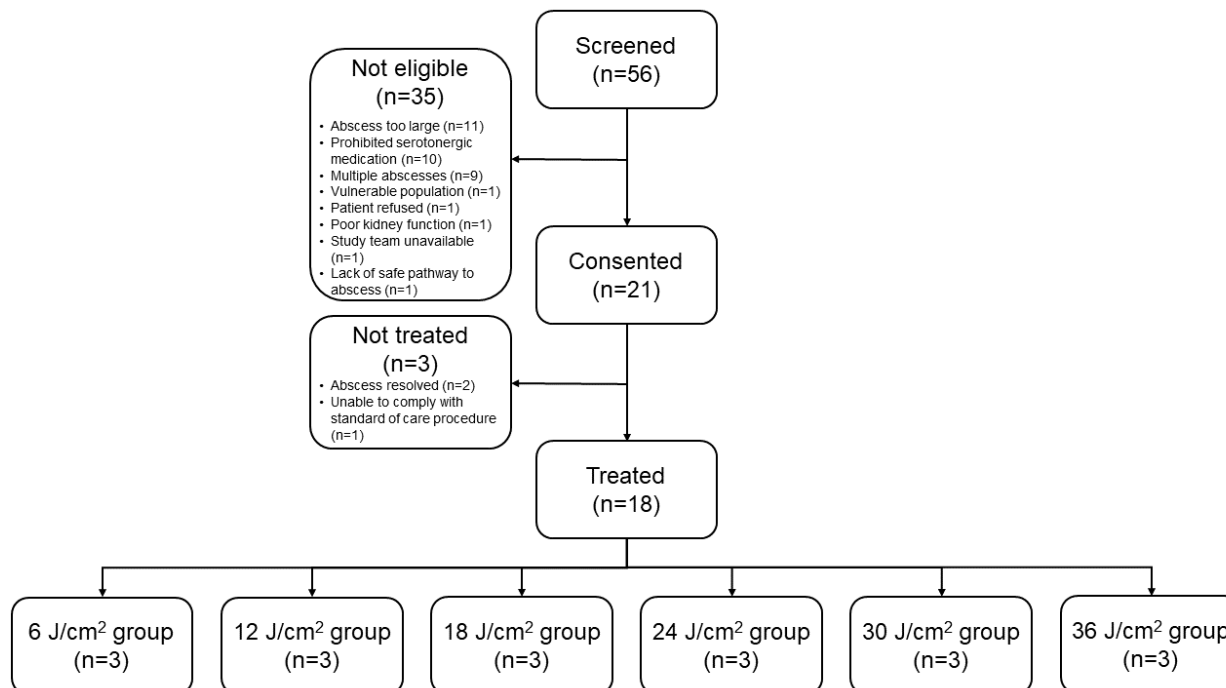 Screened
(n=56)
Not eligible
(n=35)
• Abscess too large (n=11)
• Prohibited serotonergic
medication (n=10)
• Multiple abscesses (n=9)
• Vulnerable population (n=1)
• Patient refused (n=1)
• Poor kidney function (n=1)
• Study team unavailable
(n=1)
• Lack of safe pathway to
abscess (n=1)
Consented
(n=21)
Not treated
(n=3)
• Abscess resolved (n=2)
• Unable to comply with
standard of care procedure
(n=1)
Treated
(n=18)
6 J/cm² group
(n=3)
12 J/cm² group
(n=3)
18 J/cm² group
(n=3)
24 J/cm² group
(n=3)
30 J/cm² group
(n=3)
36 J/cm² group
(n=3)